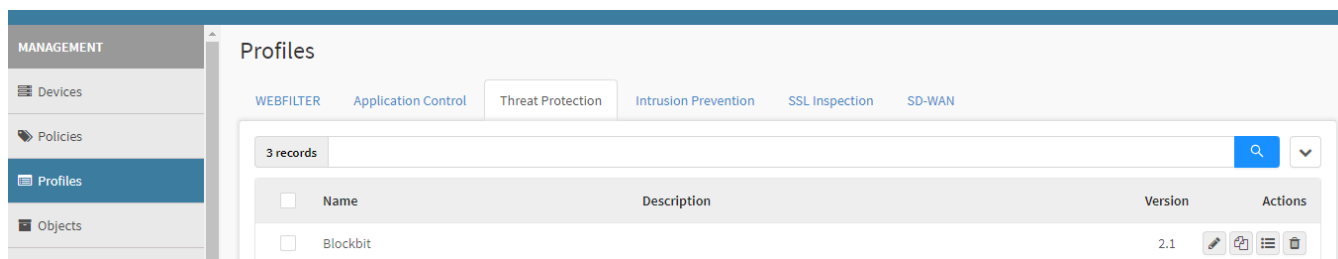 MANAGEMENT
Devices
Policies
Profiles
Objects
Profiles
WEBFILTER Application Control Threat Protection Intrusion Prevention SSL Inspection SD-WAN
3 records
Name Description Version Actions
Blockbit 2.1